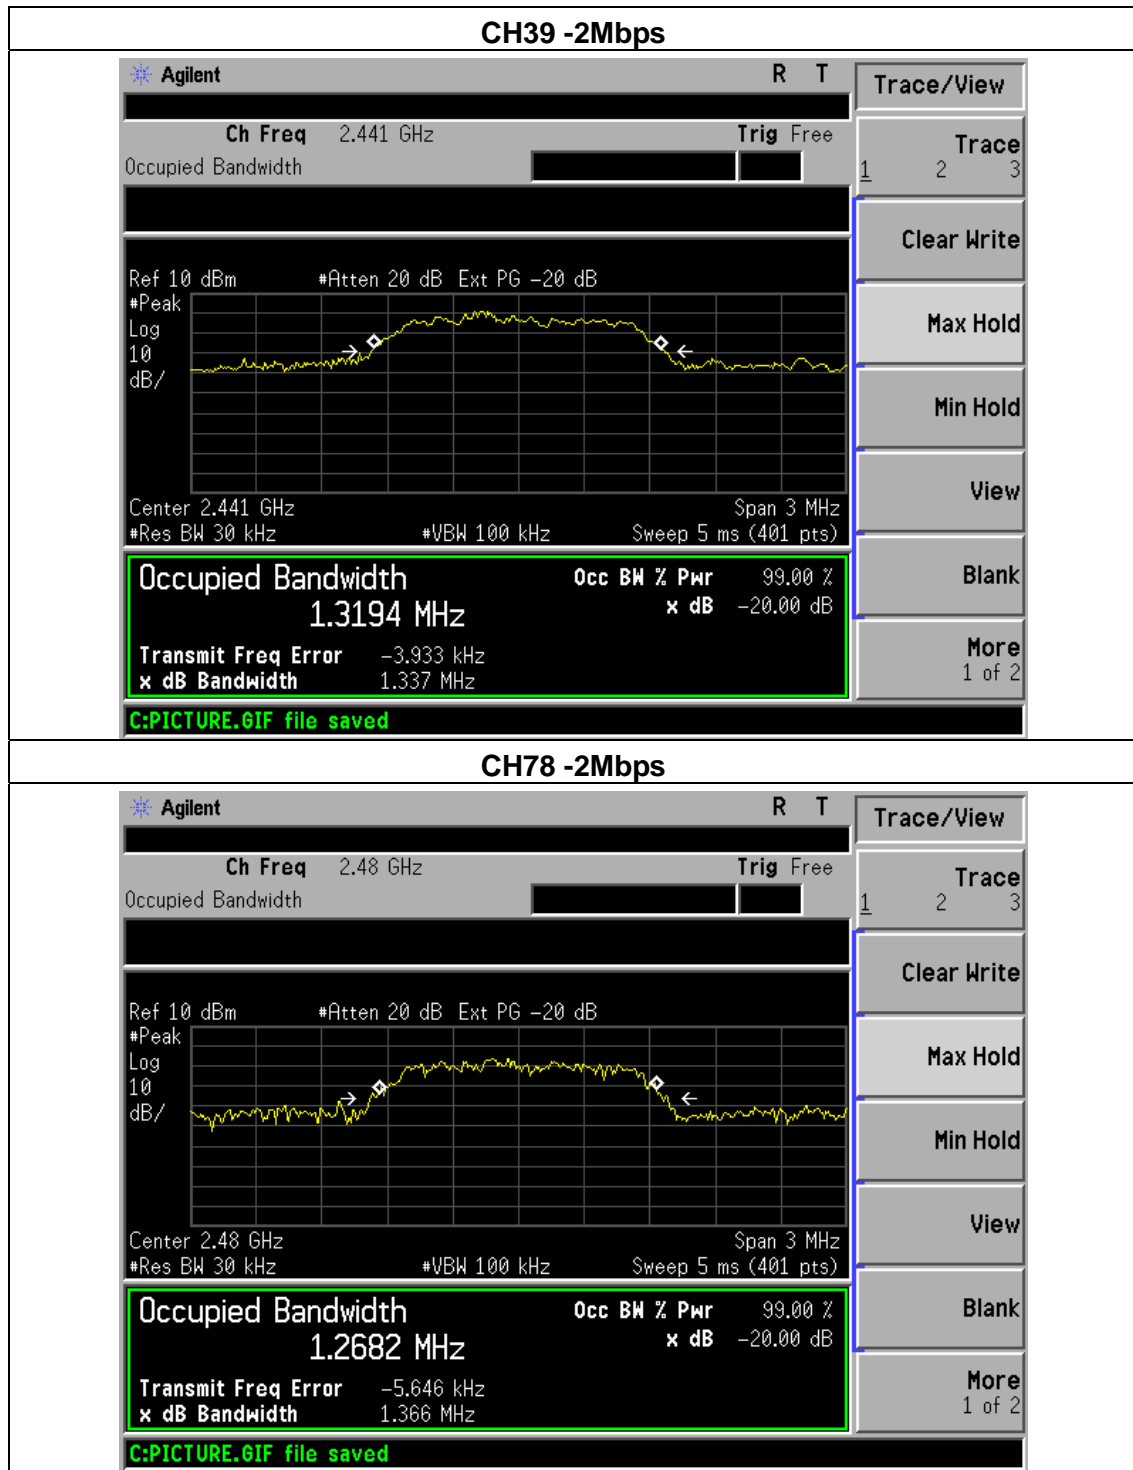 CH39 -2Mbps
Agilent R T
Trace/View
Ch Freq 2.441 GHz Trig Free
Occupied Bandwidth
Trace
1 2 3
Clear Write
Ref 10 dBm #Atten 20 dB Ext PG -20 dB
#Peak
Log
10
dB/
Max Hold
Min Hold
View
Center 2.441 GHz Span 3 MHz
#Res BW 30 kHz #VBW 100 kHz Sweep 5 ms (401 pts)
Occupied Bandwidth Occ BW % Pwr 99.00 %
1.3194 MHz x dB -20.00 dB
Blank
Transmit Freq Error -3.933 kHz
x dB Bandwidth 1.337 MHz
More
1 of 2
C:PICTURE.GIF file saved
CH78 -2Mbps
Agilent R T
Trace/View
Ch Freq 2.48 GHz Trig Free
Occupied Bandwidth
Trace
1 2 3
Clear Write
Ref 10 dBm #Atten 20 dB Ext PG -20 dB
#Peak
Log
10
dB/
Max Hold
Min Hold
View
Center 2.48 GHz Span 3 MHz
#Res BW 30 kHz #VBW 100 kHz Sweep 5 ms (401 pts)
Occupied Bandwidth Occ BW % Pwr 99.00 %
1.2682 MHz x dB -20.00 dB
Blank
Transmit Freq Error -5.646 kHz
x dB Bandwidth 1.366 MHz
More
1 of 2
C:PICTURE.GIF file saved